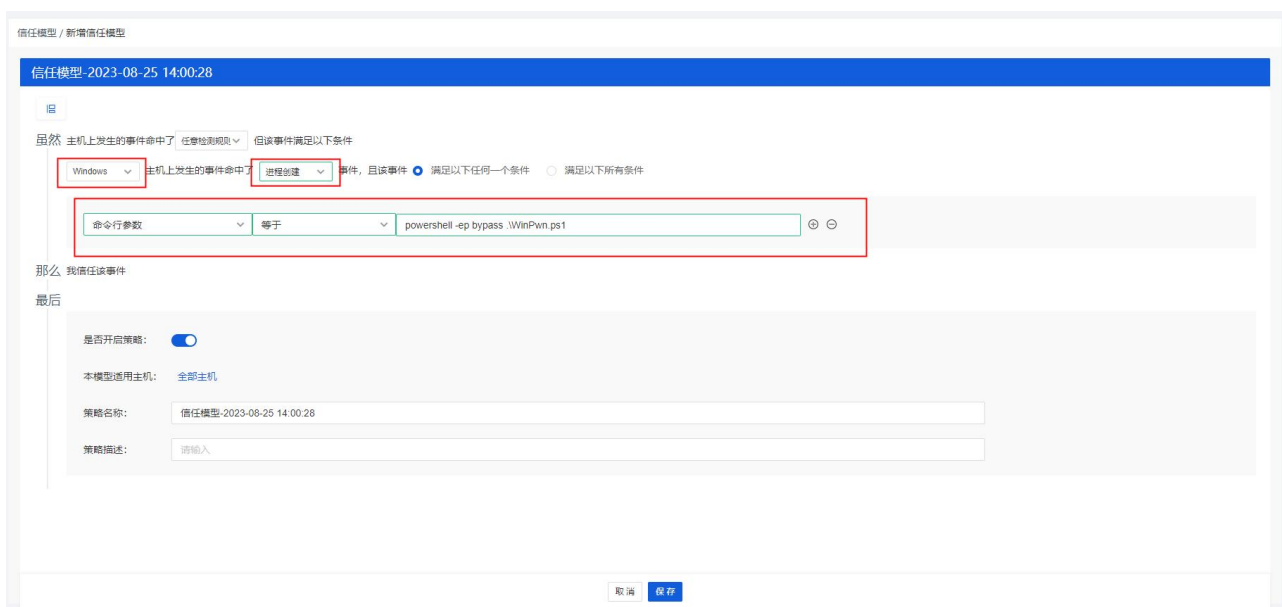 信任模型 / 新增信任模型
信任模型-2023-08-25 14:00:28
虽然 主机上发生的事件命中了 任意检测规则 但该事件满足以下条件
Windows 主机上发生的事件命中了 进程创建 事件，且该事件 满足以下任何一个条件 满足以下所有条件
命令行参数 等于 powershell -ep bypass .\WinPwn.ps1
那么 我信任该事件
最后
是否开启策略：
本模型适用主机： 全部主机
策略名称： 信任模型-2023-08-25 14:00:28
策略描述： 请输入
取消 保存